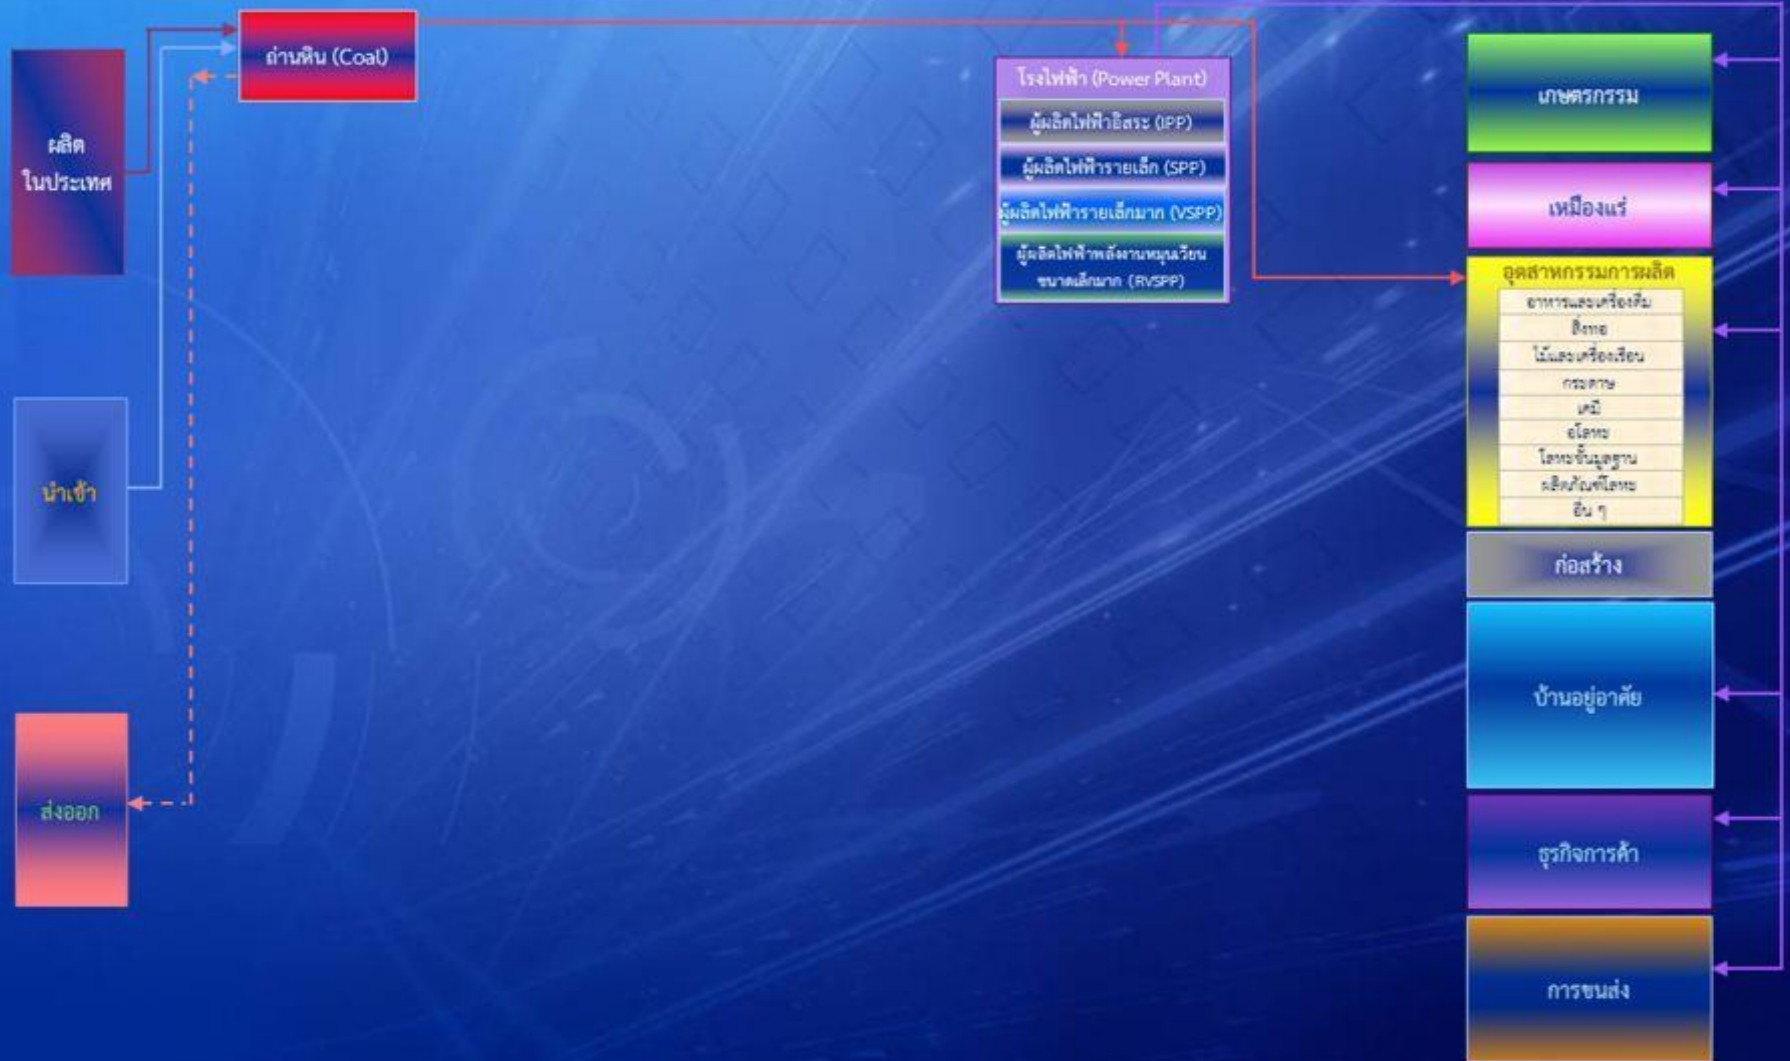 ผลิต
ในประเทศ
นำเข้า
ส่งออก
ถ่านหิน (Coal)
โรงไฟฟ้า (Power Plant)
ผู้ผลิตไฟฟ้าอิสระ (IPP)
ผู้ผลิตไฟฟ้ารายเล็ก (SPP)
ผู้ผลิตไฟฟ้ารายเล็กมาก (VSPP)
ผู้ผลิตไฟฟ้าพลังงานหมุนเวียน
ขนาดเล็กมาก (RVSPP)
เกษตรกรรม
เหมืองแร่
อุตสาหกรรมการผลิต
อาหารและเครื่องดื่ม
สิ่งทอ
ไม้และเครื่องเรือน
กระดาษ
เคมี
อโลหะ
โลหะขั้นมูลฐาน
ผลิตภัณฑ์โลหะ
อื่น ๆ
ก่อสร้าง
บ้านอยู่อาศัย
ธุรกิจการค้า
การขนส่ง